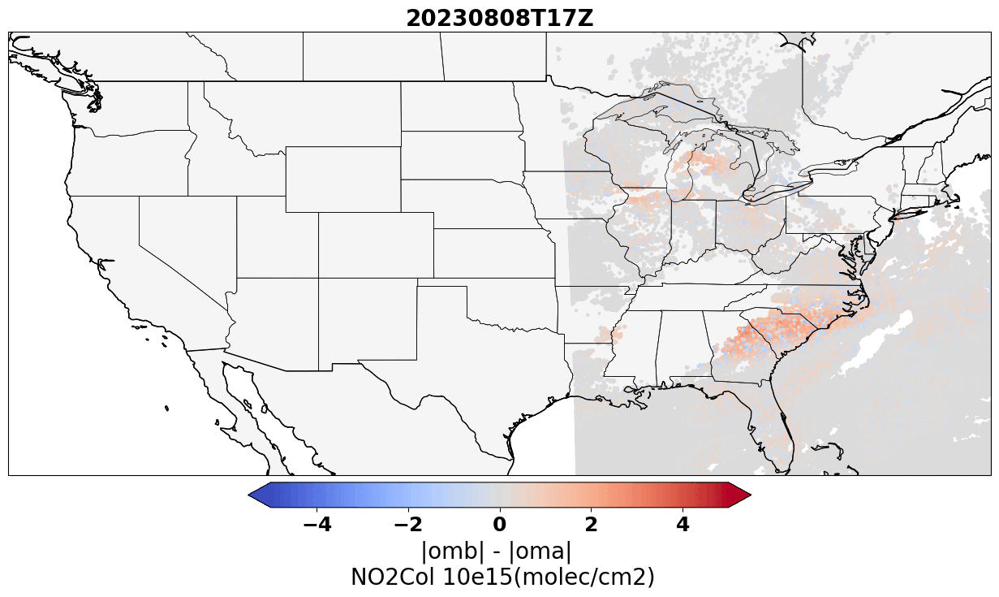 20230808T17Z
−4 −2 0 2 4
|omb| - |oma|
NO2Col 10e15(molec/cm2)